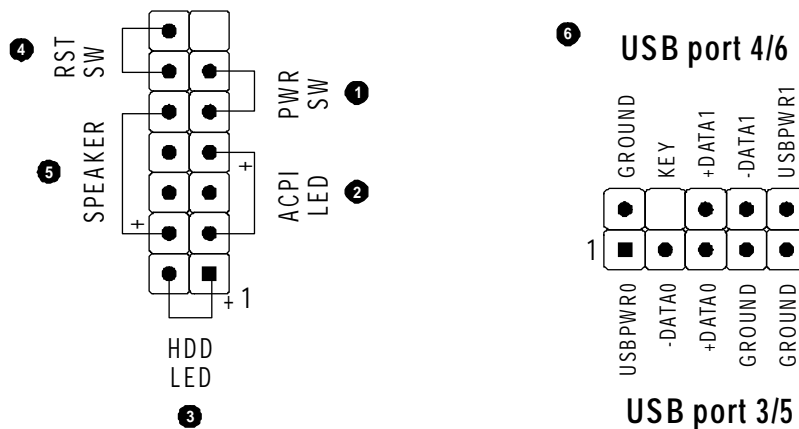 4
RST
SW
PWR
SW
1
5
SPEAKER
+
+
ACPI
LED
2
+ 1
HDD
LED
3
6
USB port 4/6
GROUND
KEY
+DATA1
-DATA1
USBPWR1
1
USBPWR0
-DATA0
+DATA0
GROUND
GROUND
USB port 3/5